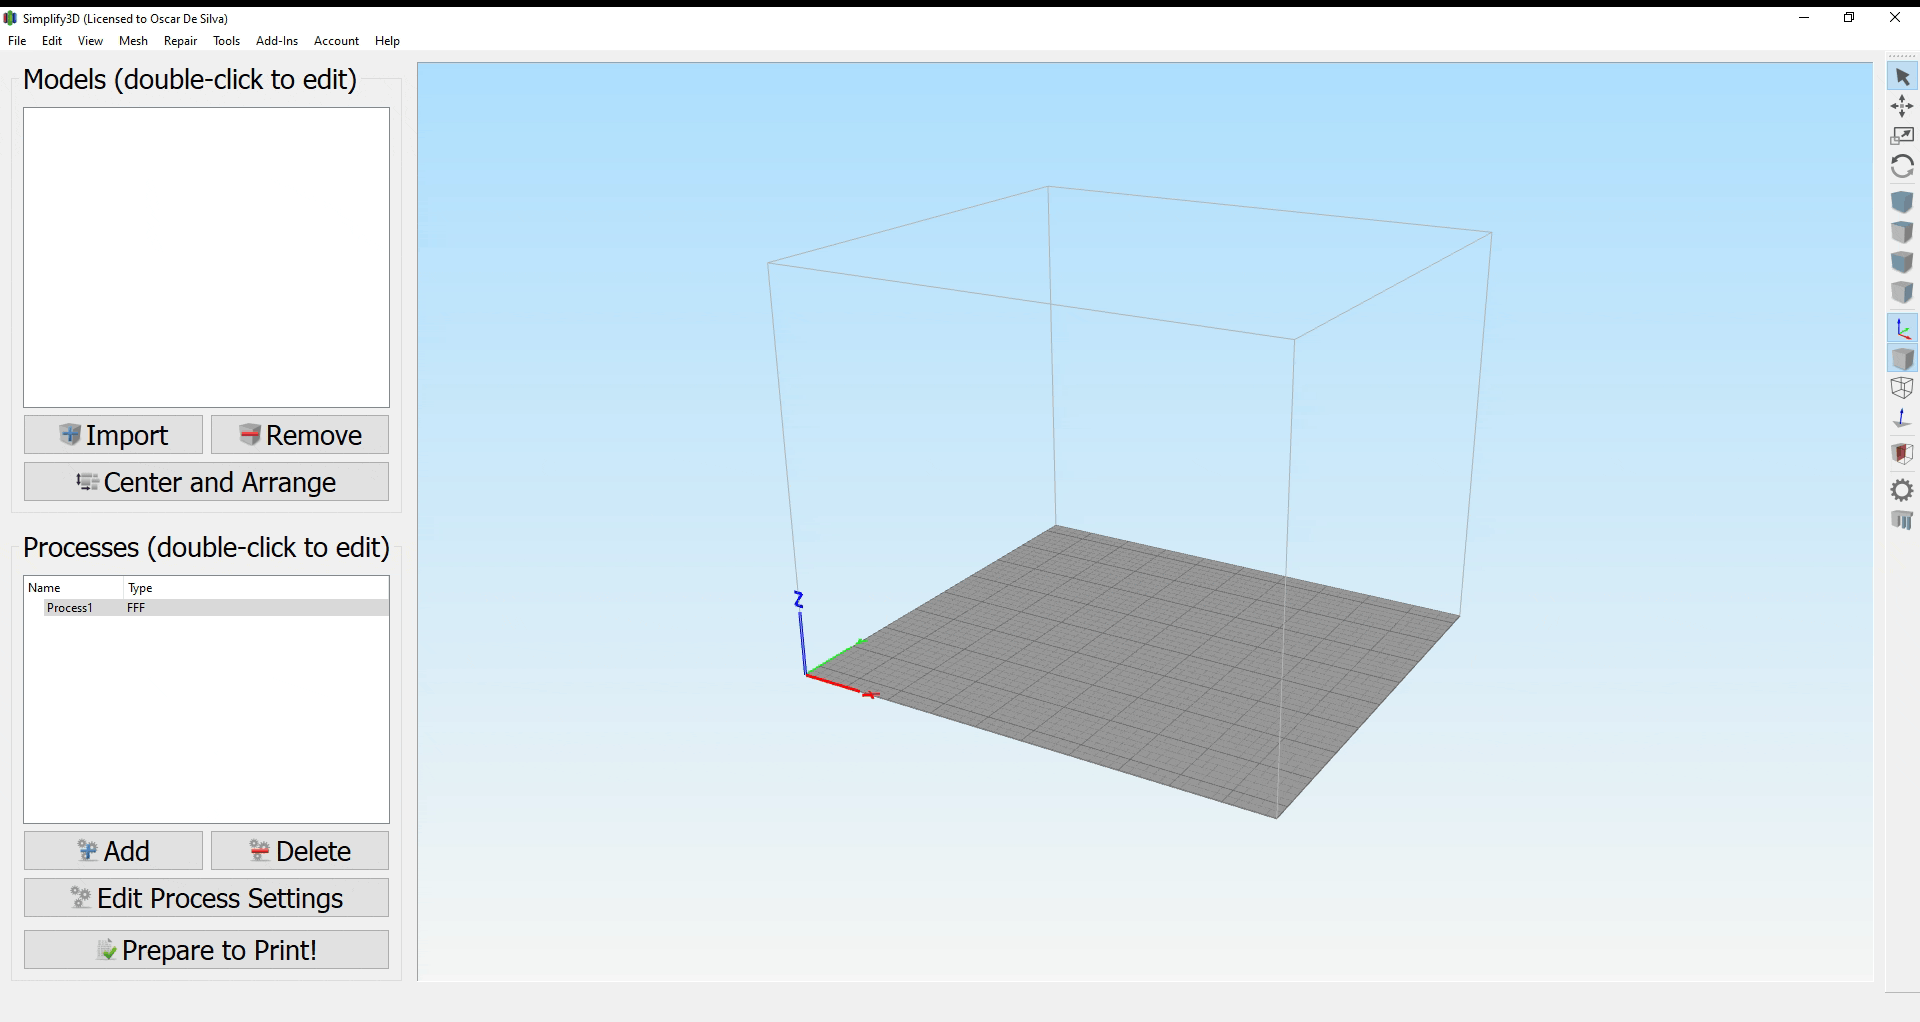 Simplify3D (Licensed to Oscar De Silva)
File Edit View Mesh Repair Tools Add-Ins Account Help
Models (double-click to edit)
Import Remove
Center and Arrange
Processes (double-click to edit)
Name Type
Process1 FFF
Add Delete
Edit Process Settings
Prepare to Print!
Z
X